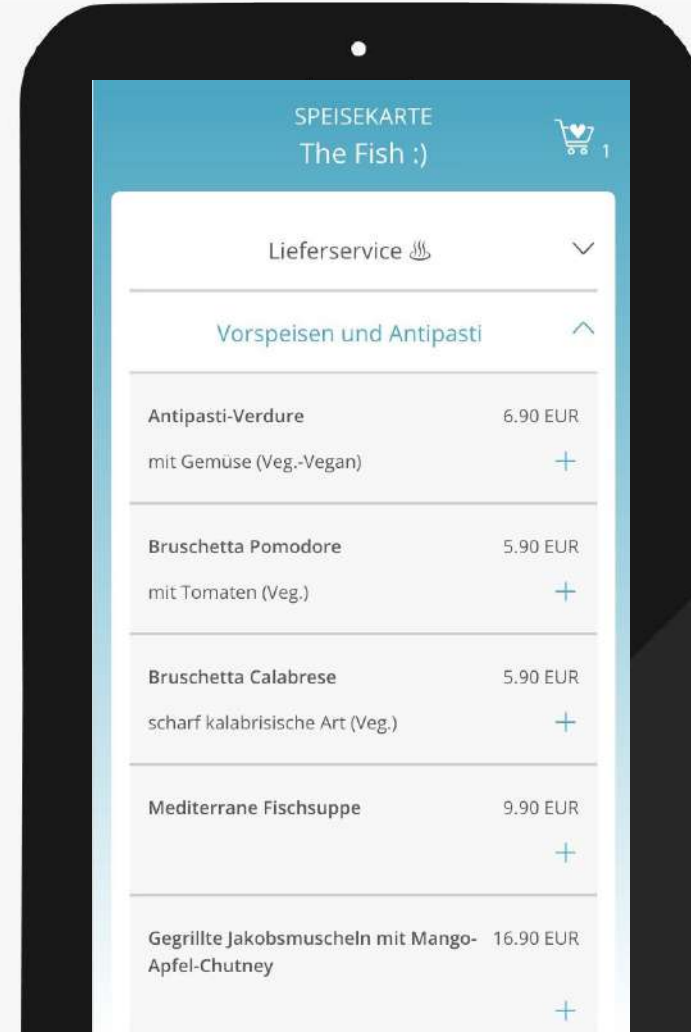 SPEISEKARTE
The Fish :)
1
Lieferservice ♨
Vorspeisen und Antipasti
Antipasti-Verdure 6.90 EUR
mit Gemüse (Veg.-Vegan) +
Bruschetta Pomodore 5.90 EUR
mit Tomaten (Veg.) +
Bruschetta Calabrese 5.90 EUR
scharf kalabrisische Art (Veg.) +
Mediterrane Fischsuppe 9.90 EUR
+
Gegrillte Jakobsmuscheln mit Mango- 16.90 EUR
Apfel-Chutney
+